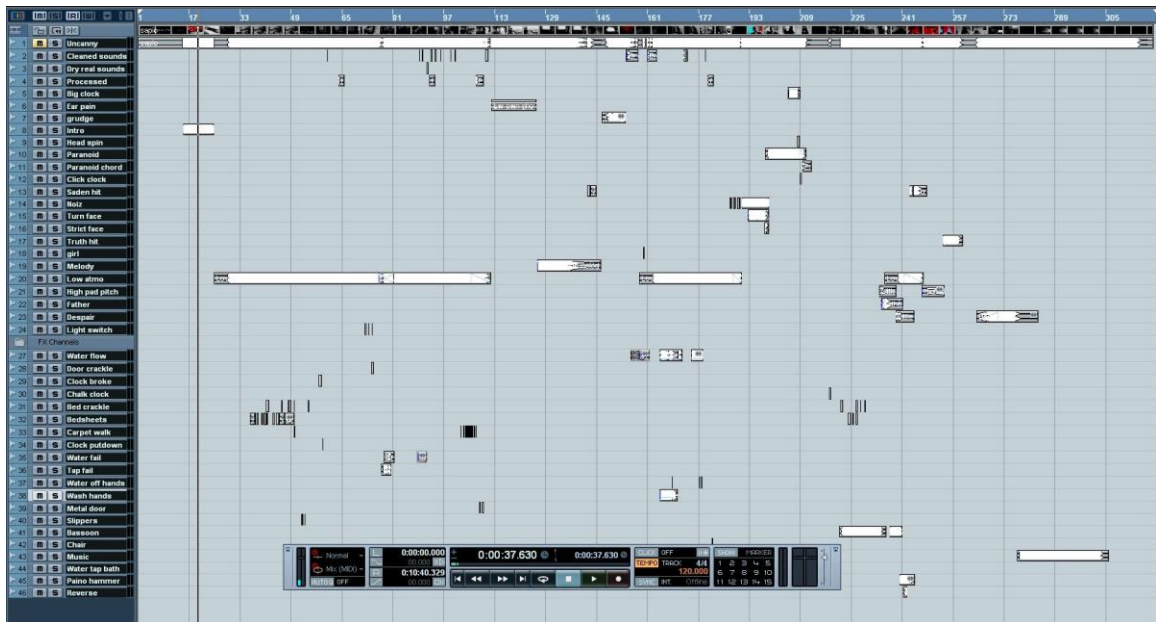 1 17 33 49 65 81 97 113 129 145 161 177 193 209 225 241 257 273 289 305
1 m S Uncanny
2 m S Cleaned sounds
3 m S Dry real sounds
4 m S Processed
5 m S Big clock
6 m S Ear pain
7 m S grudge
8 m S Intro
9 m S Head spin
10 m S Paranoid
11 m S Paranoid chord
12 m S Click clock
13 m S Saden hit
14 m S Noiz
15 m S Turn face
16 m S Strict face
17 m S Truth hit
18 m S girl
19 m S Melody
20 m S Low atmo
21 m S High pad pitch
22 m S Father
23 m S Despair
24 m S Light switch
FX Channels
27 m S Water flow
28 m S Door crackle
29 m S Clock broke
30 m S Chalk clock
31 m S Bed crackle
32 m S Bedsheets
33 m S Carpet walk
34 m S Clock putdown
35 m S Water fail
36 m S Tap fail
37 m S Water off hands
38 m S Wash hands
39 m S Metal door
40 m S Slippers
41 m S Bassoon
42 m S Chair
43 m S Music
44 m S Water tap bath
45 m S Paino hammer
46 m S Reverse
Normal L 0:00:00.000 0:00:37.630 0:00:37.630 CLICK OFF SHOW MARKER
Mix (MIDI) R 0:10:40.329 TEMPO TRACK 4/4 1 2 3 4 5
120.000 6 7 8 9 10
AUTO Q OFF SYNC INT. Offline 11 12 13 14 15